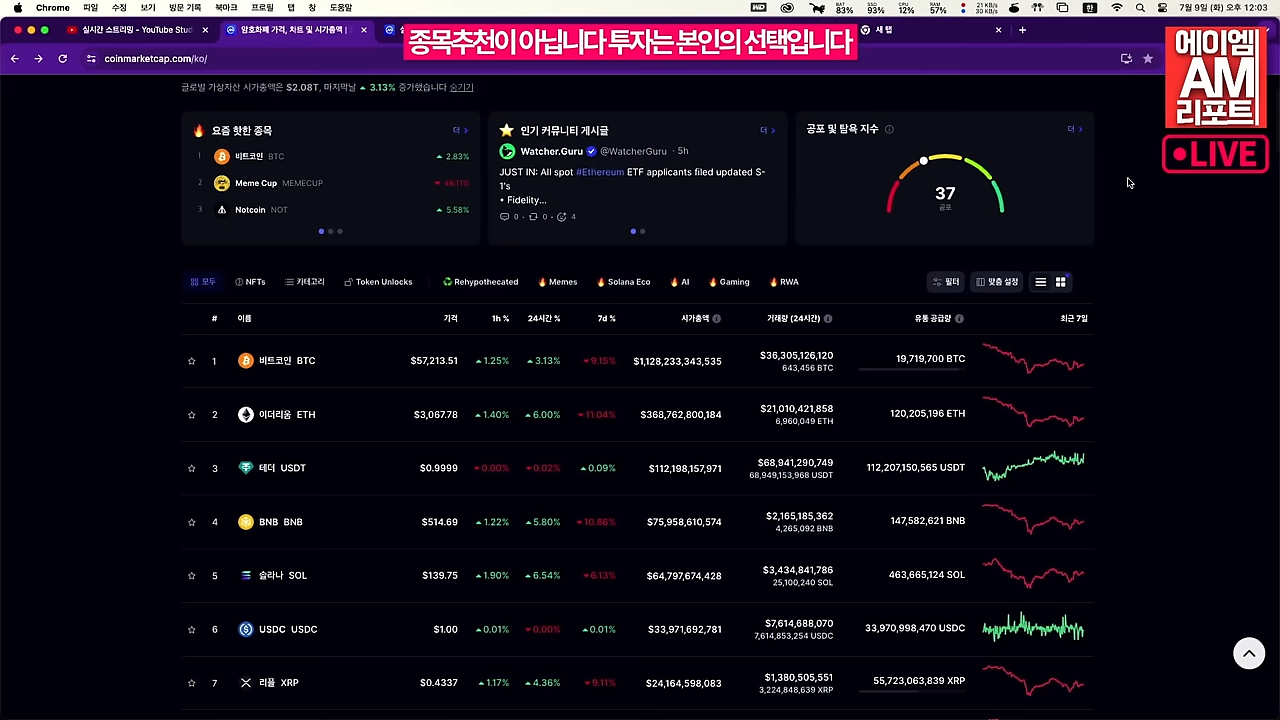 Chrome 파일 수정 보기 방문 기록 북마크 프로필 탭 창 도움말
BAT 83% SSD 93% CPU 12% RAM 57% 21 KB/s 30 KB/s 한 7월 9일 (화) 오후 12:03
실시간 스트리밍 - YouTube Stud
암호화폐 가격, 차트 및 시가총액 |
새 탭
종목추천이 아닙니다 투자는 본인의 선택입니다
coinmarketcap.com/ko/
에이엠!
AM
리포트!
LIVE
글로벌 가상자산 시가총액은 $2.08T, 마지막날 3.13% 증가했습니다 숨기기
요즘 핫한 종목 더
1 비트코인 BTC 2.83%
2 Meme Cup MEMECUP 48.11%
3 Notcoin NOT 5.58%
인기 커뮤니티 게시글 더
Watcher.Guru @WatcherGuru · 5h
JUST IN: All spot #Ethereum ETF applicants filed updated S-
1's
• Fidelity...
0 · 0 · 4
공포 및 탐욕 지수 더
37
공포
모두 NFTs 카테고리 Token Unlocks Rehypothecated Memes Solana Eco AI Gaming RWA 필터 맞춤 설정
# 이름 가격 1h % 24시간 % 7d % 시가총액 거래량 (24시간) 유통 공급량 최근 7일
1 비트코인 BTC $57,213.51 1.25% 3.13% 9.15% $1,128,233,343,535 $36,305,126,120 19,719,700 BTC
643,456 BTC
2 이더리움 ETH $3,067.78 1.40% 6.00% 11.04% $368,762,800,184 $21,010,421,858 120,205,196 ETH
6,960,049 ETH
3 테더 USDT $0.9999 0.00% 0.02% 0.09% $112,198,157,971 $68,941,290,749 112,207,150,565 USDT
68,949,153,968 USDT
4 BNB BNB $514.69 1.22% 5.80% 10.86% $75,958,610,574 $2,165,185,362 147,582,621 BNB
4,265,092 BNB
5 솔라나 SOL $139.75 1.90% 6.54% 6.13% $64,797,674,428 $3,434,841,786 463,665,124 SOL
25,100,240 SOL
6 USDC USDC $1.00 0.01% 0.00% 0.01% $33,971,692,781 $7,614,688,070 33,970,998,470 USDC
7,614,853,254 USDC
7 리플 XRP $0.4337 1.17% 4.36% 9.11% $24,164,598,083 $1,380,505,551 55,723,063,839 XRP
3,224,848,639 XRP